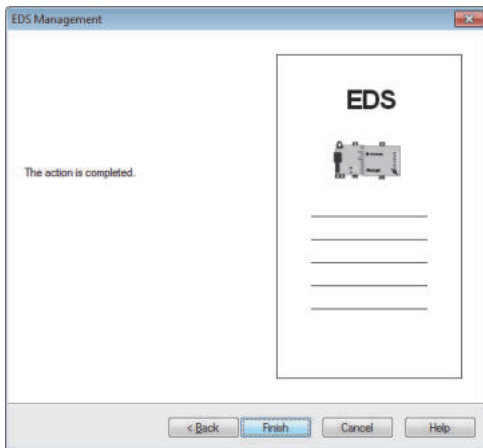 EDS Management
EDS
The action is completed.
< Back
Finish
Cancel
Help